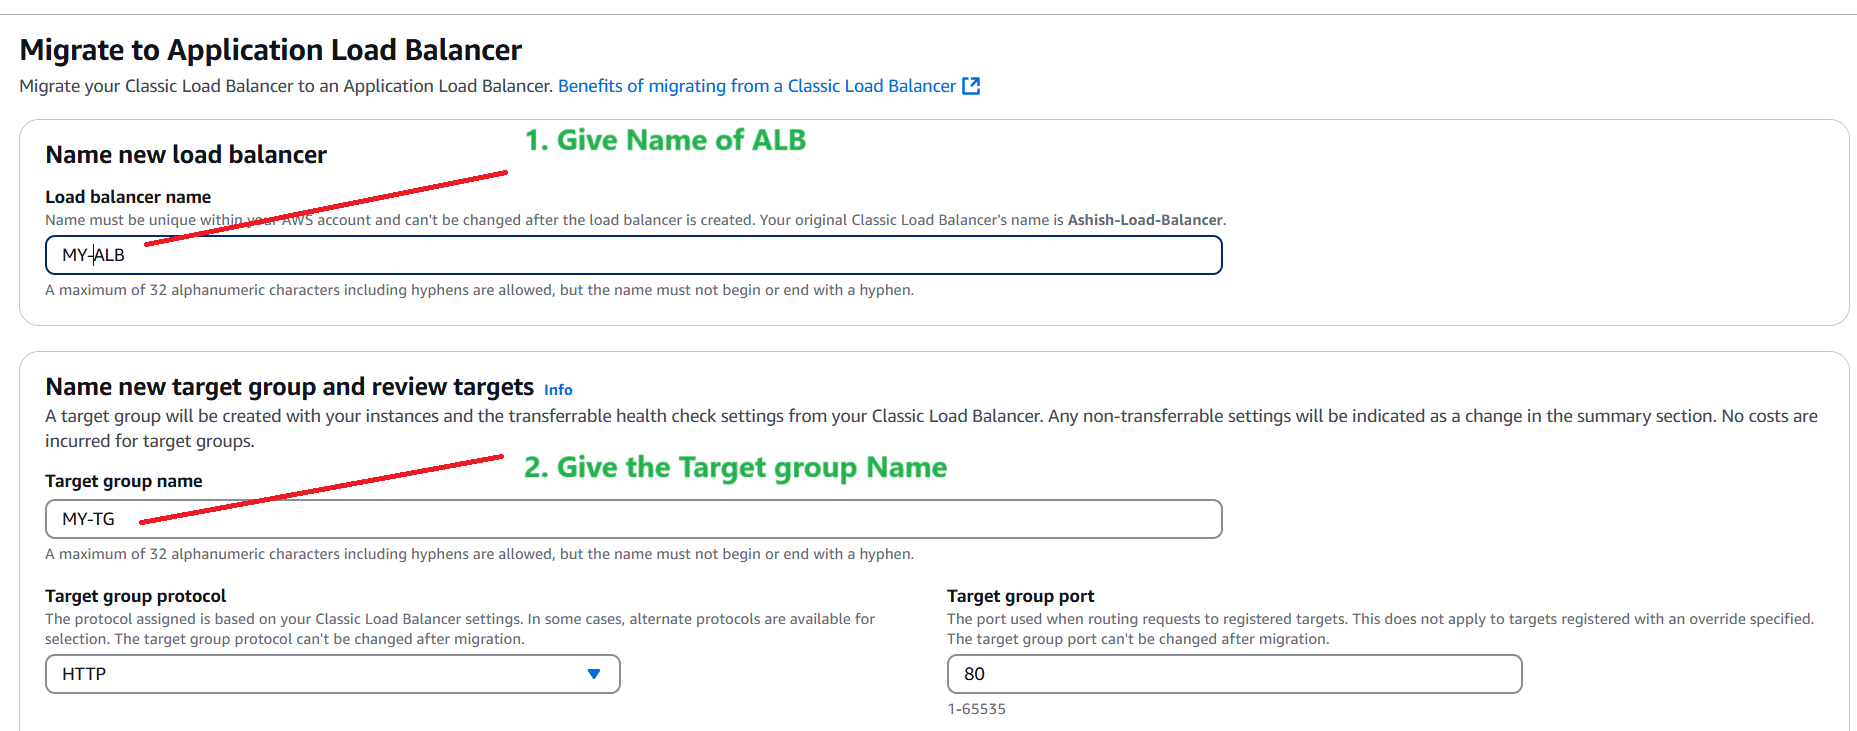 Migrate to Application Load Balancer
Migrate your Classic Load Balancer to an Application Load Balancer. Benefits of migrating from a Classic Load Balancer
1. Give Name of ALB
Name new load balancer
Load balancer name
Name must be unique within your AWS account and can't be changed after the load balancer is created. Your original Classic Load Balancer's name is Ashish-Load-Balancer.
MY-ALB
A maximum of 32 alphanumeric characters including hyphens are allowed, but the name must not begin or end with a hyphen.
Name new target group and review targets Info
A target group will be created with your instances and the transferrable health check settings from your Classic Load Balancer. Any non-transferrable settings will be indicated as a change in the summary section. No costs are
incurred for target groups.
2. Give the Target group Name
Target group name
MY-TG
A maximum of 32 alphanumeric characters including hyphens are allowed, but the name must not begin or end with a hyphen.
Target group protocol
The protocol assigned is based on your Classic Load Balancer settings. In some cases, alternate protocols are available for
selection. The target group protocol can't be changed after migration.
HTTP
Target group port
The port used when routing requests to registered targets. This does not apply to targets registered with an override specified.
The target group port can't be changed after migration.
80
1-65535